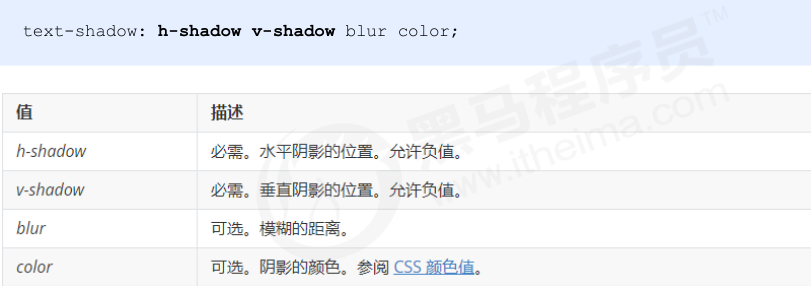 text-shadow: h-shadow v-shadow blur color;
值 描述
h-shadow 必需。水平阴影的位置。允许负值。
v-shadow 必需。垂直阴影的位置。允许负值。
blur 可选。模糊的距离。
color 可选。阴影的颜色。参阅 CSS 颜色值。
黑马程序员™
www.itheima.com